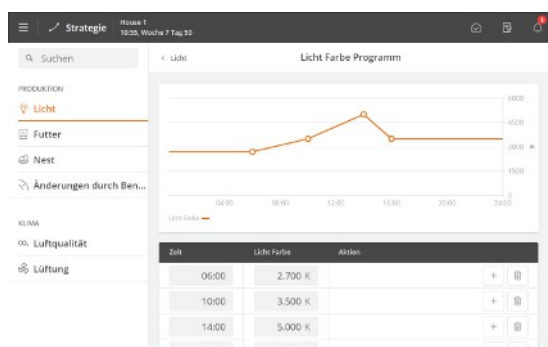 Strategie
House 1
10:55, Woche 7 Tag 50
Suchen
Licht
Licht Farbe Programm
PRODUKTION
Licht
Futter
Nest
Änderungen durch Ben...
KLIMA
Luftqualität
Lüftung
6000
4500
3000
K
1500
0
04:00 08:00 12:00 16:00 20:00 24:00
Licht Farbe
Zeit Licht Farbe Aktion
06:00 2.700 K
10:00 3.500 K
14:00 5.000 K